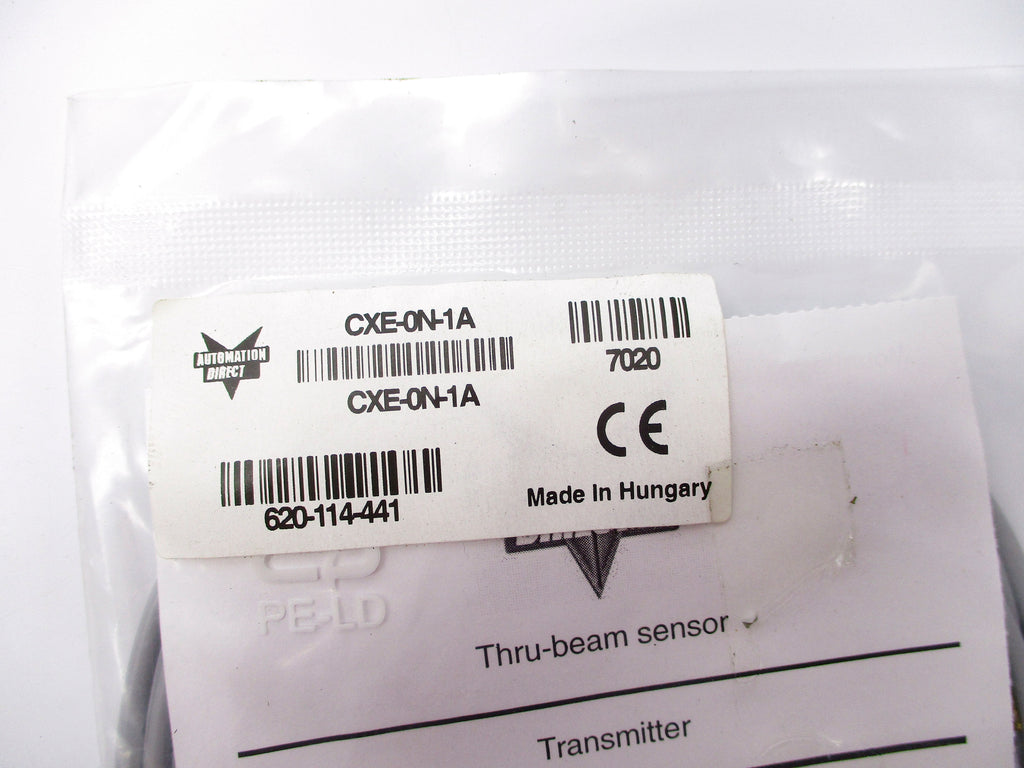 AUTOMATION
DIRECT
CXE-0N-1A
CXE-0N-1A
7020
CE
620-114-441
Made In Hungary
PE-LD
Thru-beam sensor
Transmitter